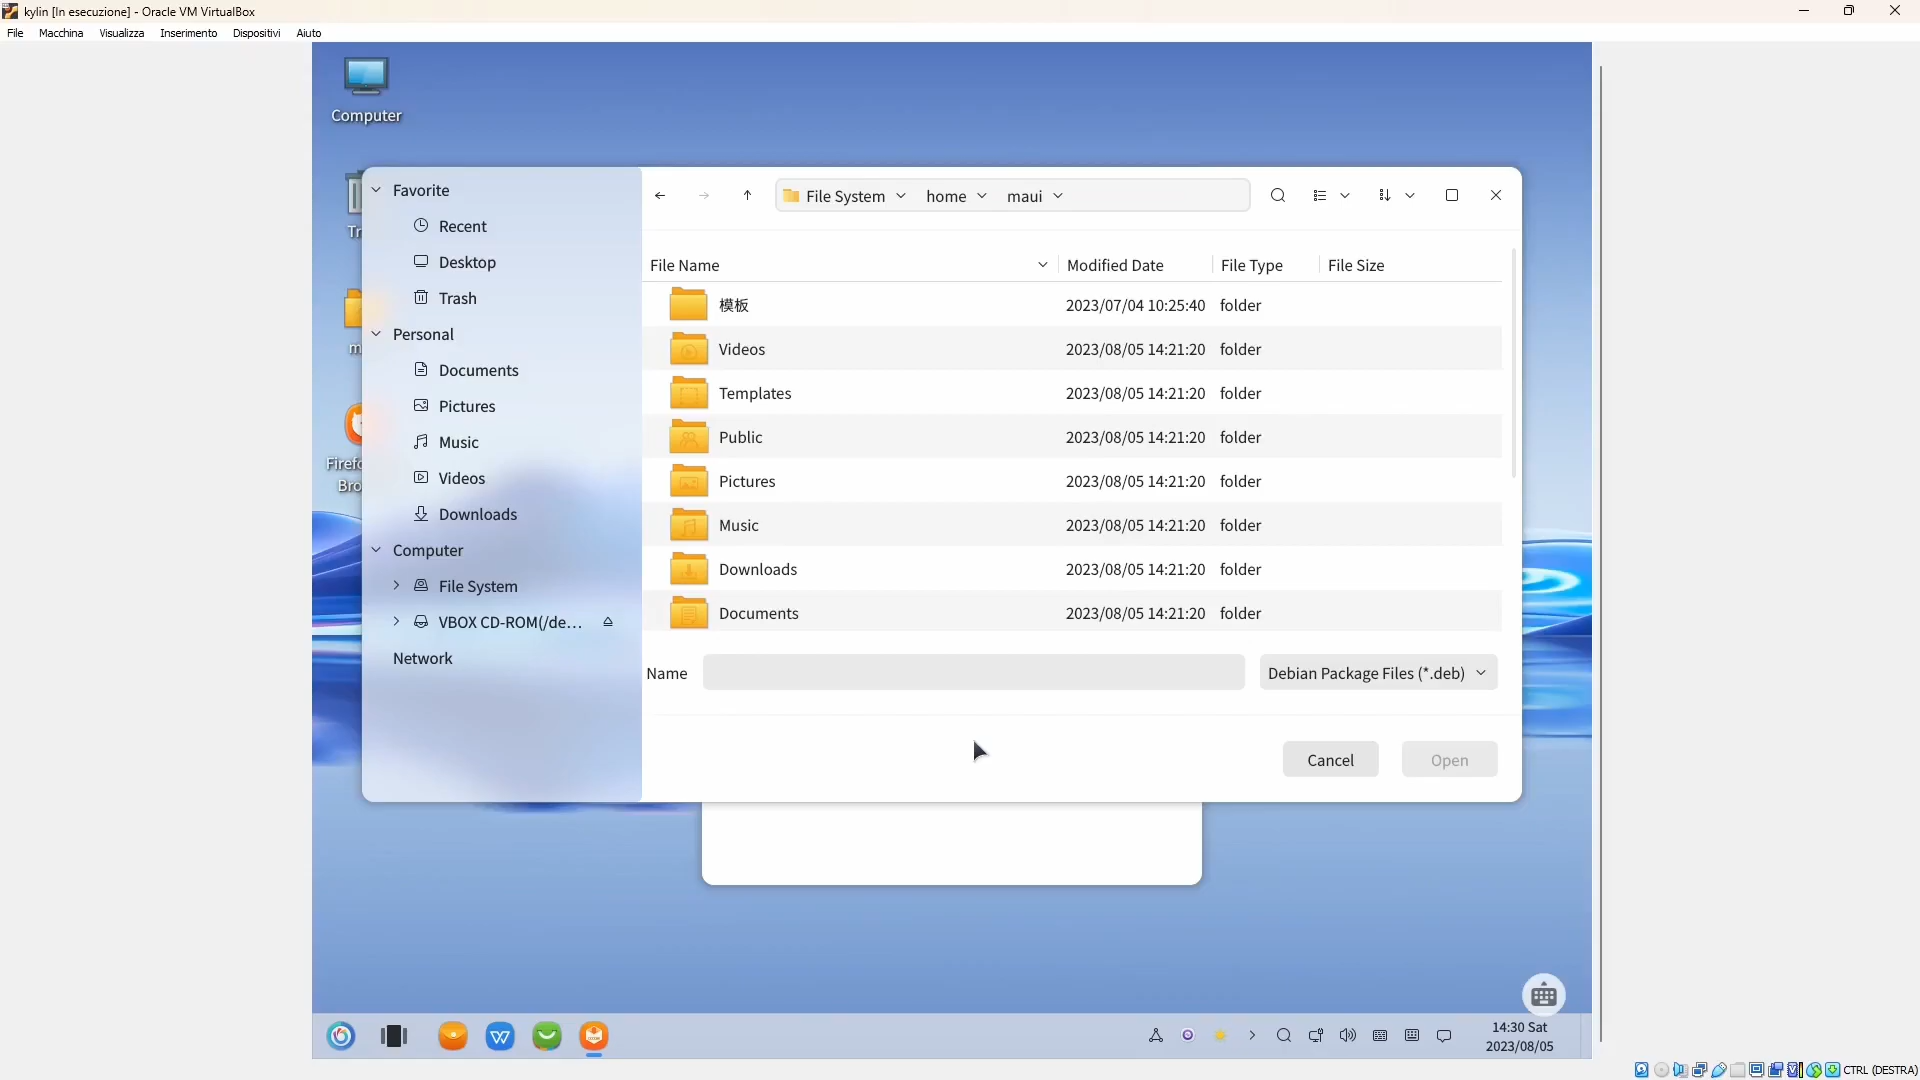 kylin [In esecuzione] - Oracle VM VirtualBox
File Macchina Visualizza Inserimento Dispositivi Aiuto
Computer
Favorite
Recent
Desktop
Trash
Personal
Documents
Pictures
Music
Videos
Downloads
Computer
File System
VBOX CD-ROM(/de...
Network
File System home maui
File Name Modified Date File Type File Size
模板 2023/07/04 10:25:40 folder
Videos 2023/08/05 14:21:20 folder
Templates 2023/08/05 14:21:20 folder
Public 2023/08/05 14:21:20 folder
Pictures 2023/08/05 14:21:20 folder
Music 2023/08/05 14:21:20 folder
Downloads 2023/08/05 14:21:20 folder
Documents 2023/08/05 14:21:20 folder
Name Debian Package Files (*.deb)
Cancel Open
14:30 Sat
2023/08/05
CTRL (DESTRA)